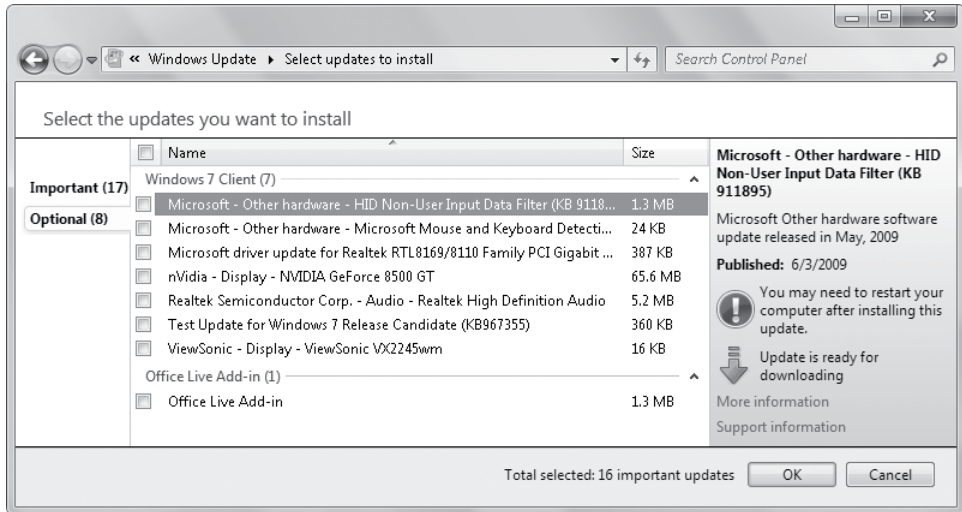 « Windows Update ▸ Select updates to install
Search Control Panel
Select the updates you want to install
Important (17)
Optional (8)
Name Size
Windows 7 Client (7)
Microsoft - Other hardware - HID Non-User Input Data Filter (KB 9118... 1.3 MB
Microsoft - Other hardware - Microsoft Mouse and Keyboard Detecti... 24 KB
Microsoft driver update for Realtek RTL8169/8110 Family PCI Gigabit ... 387 KB
nVidia - Display - NVIDIA GeForce 8500 GT 65.6 MB
Realtek Semiconductor Corp. - Audio - Realtek High Definition Audio 5.2 MB
Test Update for Windows 7 Release Candidate (KB967355) 360 KB
ViewSonic - Display - ViewSonic VX2245wm 16 KB
Office Live Add-in (1)
Office Live Add-in 1.3 MB
Microsoft - Other hardware - HID
Non-User Input Data Filter (KB
911895)
Microsoft Other hardware software
update released in May, 2009
Published: 6/3/2009
You may need to restart your
computer after installing this
update.
Update is ready for
downloading
More information
Support information
Total selected: 16 important updates
OK
Cancel